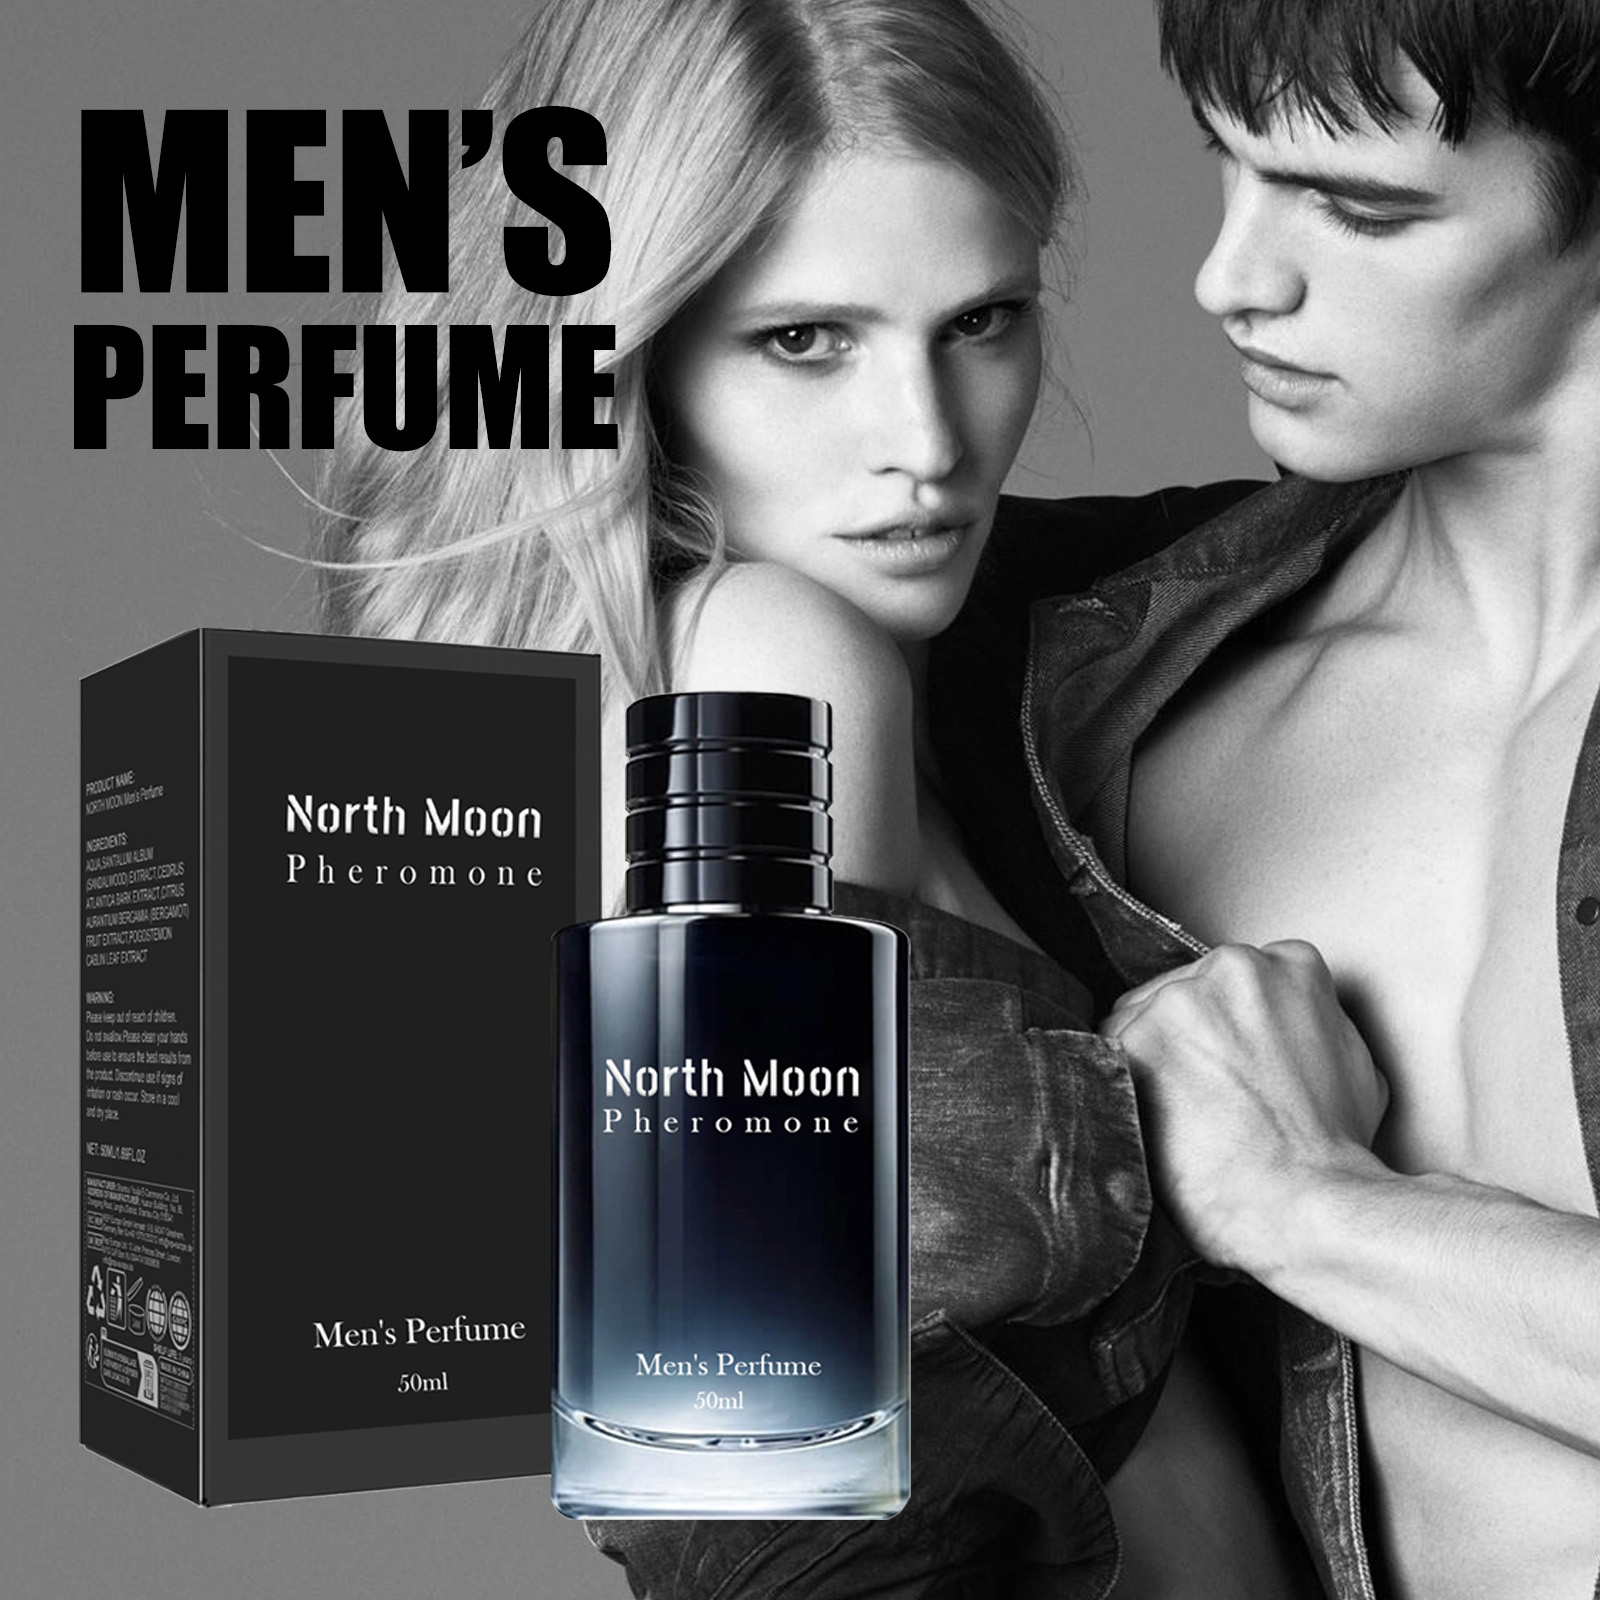 MEN'S
PERFUME
PRODUCT NAME:
NORTH MOON Men's Perfume
INGREDIENTS:
AQUA,SANTALUM ALBUM
(SANDALWOOD) EXTRACT,CEDRUS
ATLANTICA BARK EXTRACT,CITRUS
AURANTIUM BERGAMIA (BERGAMOT)
FRUIT EXTRACT,POGOSTEMON
CABLIN LEAF EXTRACT
WARNING:
Please keep out of reach of children.
Do not swallow.Please clean your hands
before use to ensure the best results from
the product. Discontinue use if signs of
irritation or rash occur. Store in a cool
and dry place.
NET: 50ML/1.69FL.OZ
North Moon
Pheromone
Men's Perfume
50ml
North Moon
Pheromone
Men's Perfume
50ml